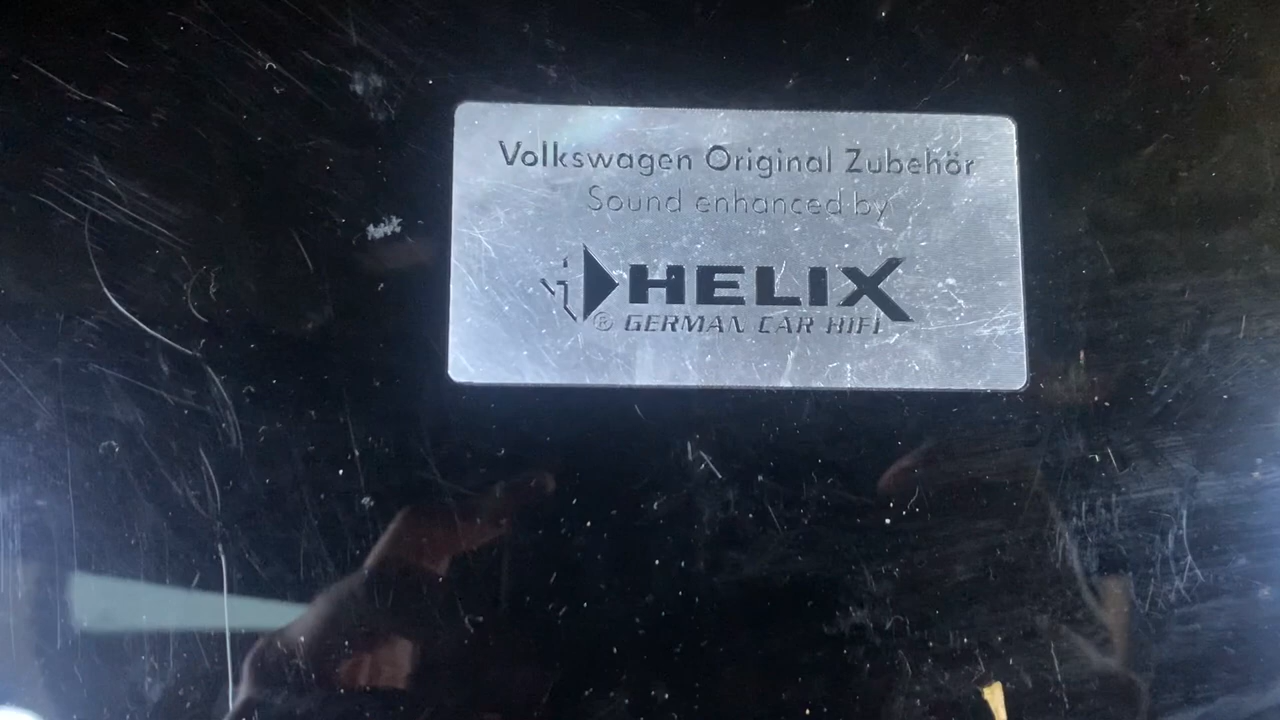 Volkswagen Original Zubehör
Sound enhanced by
HELIX
® GERMAN CAR HIFI